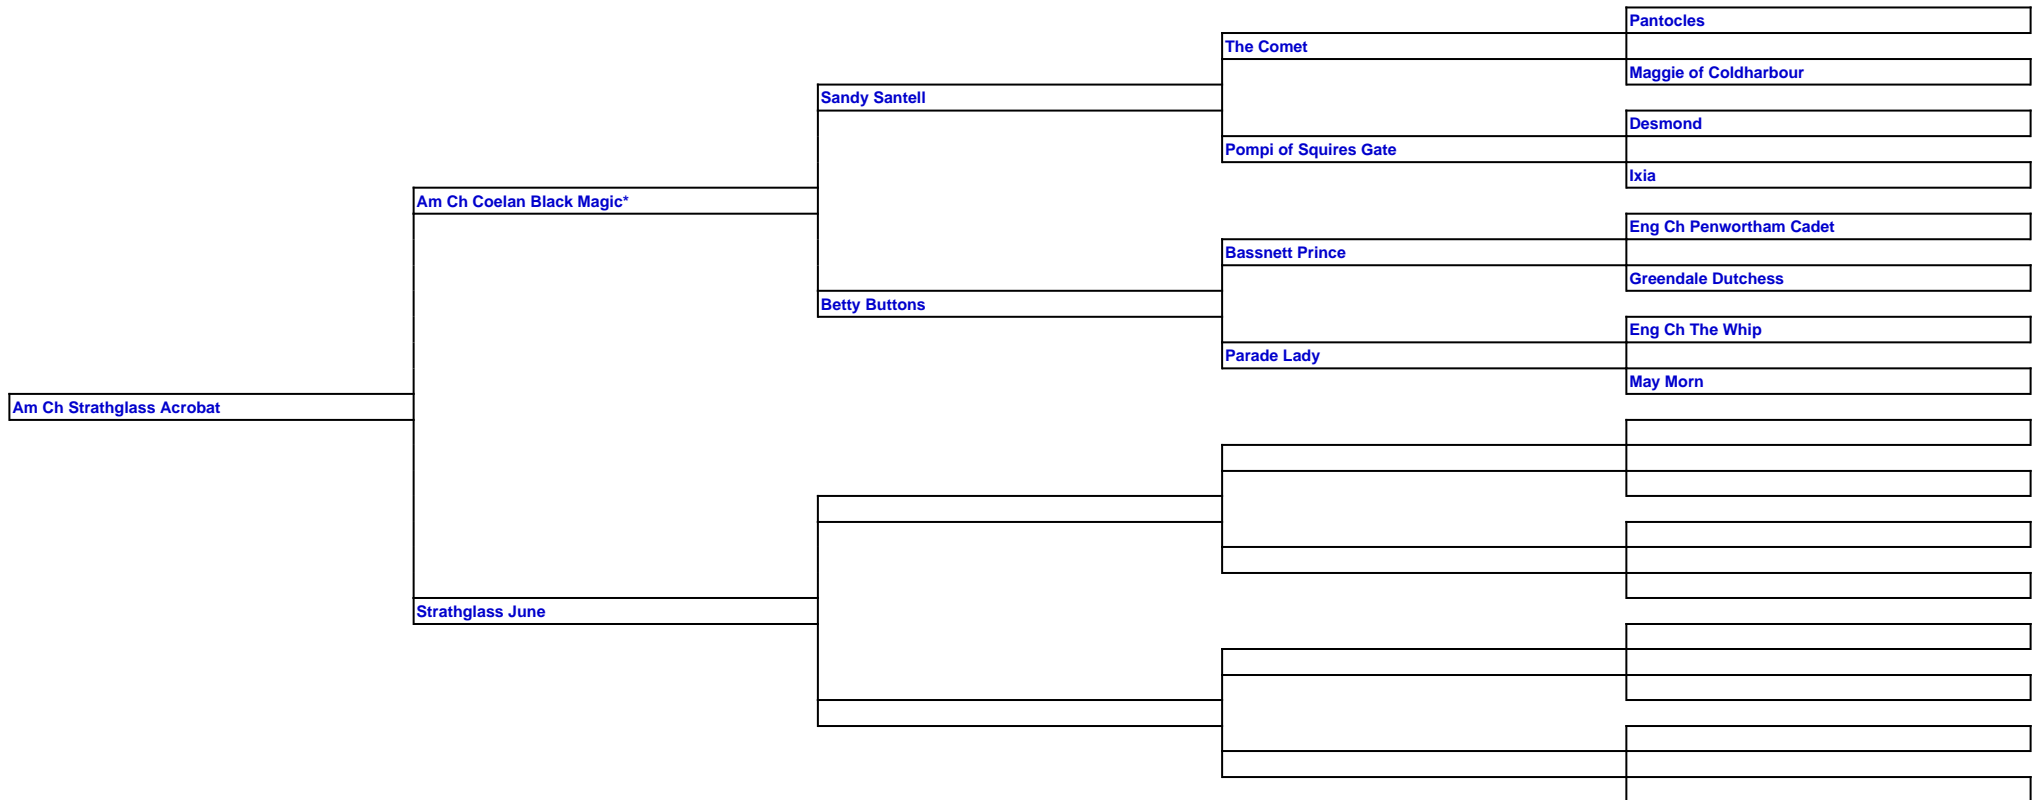 Pantocles
The Comet
Maggie of Coldharbour
Sandy Santell
Desmond
Pompi of Squires Gate
Ixia
Am Ch Coelan Black Magic*
Eng Ch Penwortham Cadet
Bassnett Prince
Greendale Dutchess
Betty Buttons
Eng Ch The Whip
Parade Lady
May Morn
Am Ch Strathglass Acrobat
Strathglass June